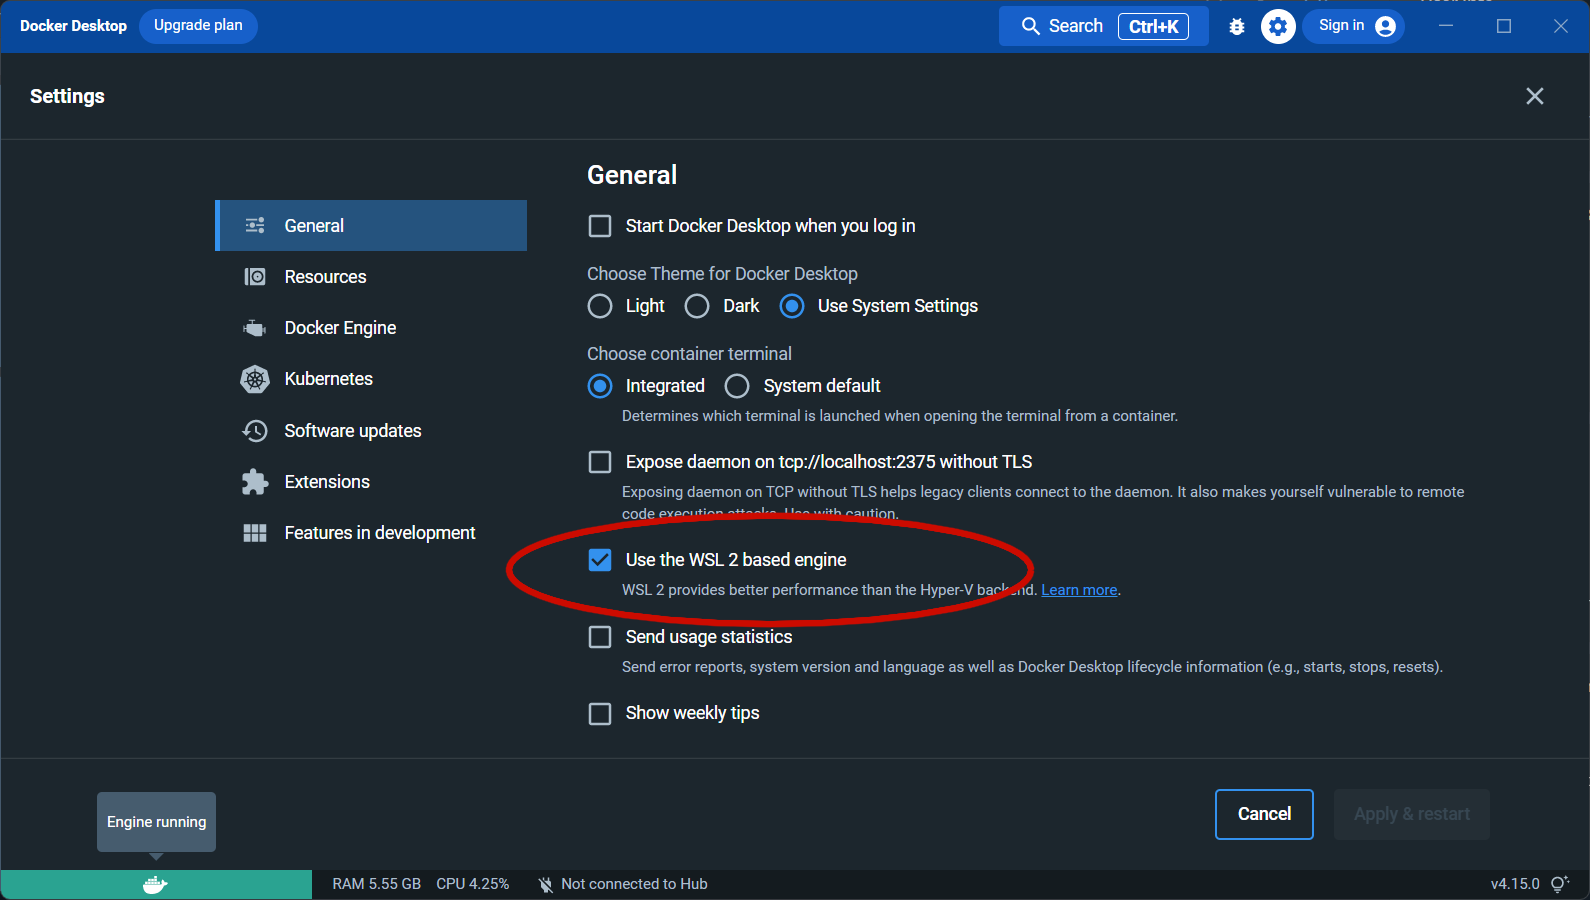 Docker Desktop Upgrade plan Search Ctrl+K Sign in
Settings
General
General
Resources
Docker Engine
Kubernetes
Software updates
Extensions
Features in development
Start Docker Desktop when you log in
Choose Theme for Docker Desktop
Light Dark Use System Settings
Choose container terminal
Integrated System default
Determines which terminal is launched when opening the terminal from a container.
Expose daemon on tcp://localhost:2375 without TLS
Exposing daemon on TCP without TLS helps legacy clients connect to the daemon. It also makes yourself vulnerable to remote
code execution attacks. Use with caution.
Use the WSL 2 based engine
WSL 2 provides better performance than the Hyper-V backend. Learn more.
Send usage statistics
Send error reports, system version and language as well as Docker Desktop lifecycle information (e.g., starts, stops, resets).
Show weekly tips
Cancel Apply & restart
Engine running
RAM 5.55 GB CPU 4.25% Not connected to Hub v4.15.0